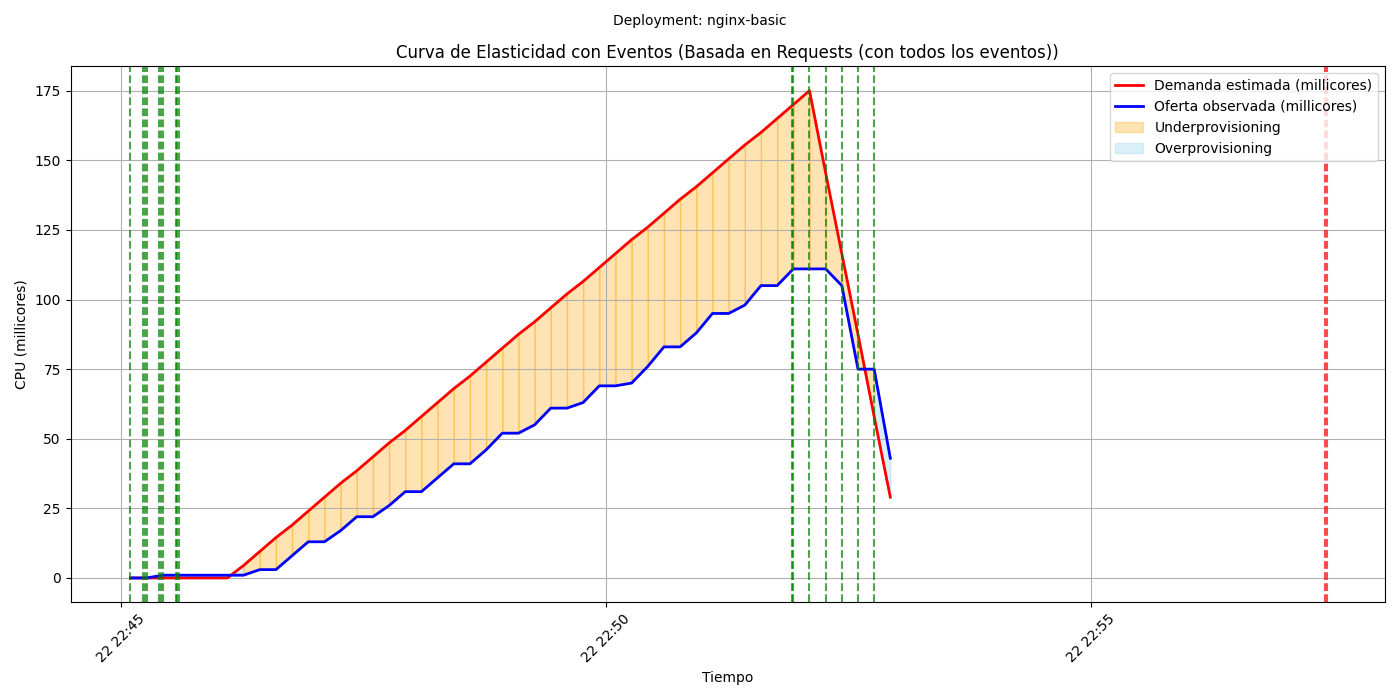 Deployment: nginx-basic
Curva de Elasticidad con Eventos (Basada en Requests (con todos los eventos))
Demanda estimada (millicores)
Oferta observada (millicores)
Underprovisioning
Overprovisioning
CPU (millicores)
175
150
125
100
75
50
25
0
22 22:45
22 22:50
22 22:55
Tiempo